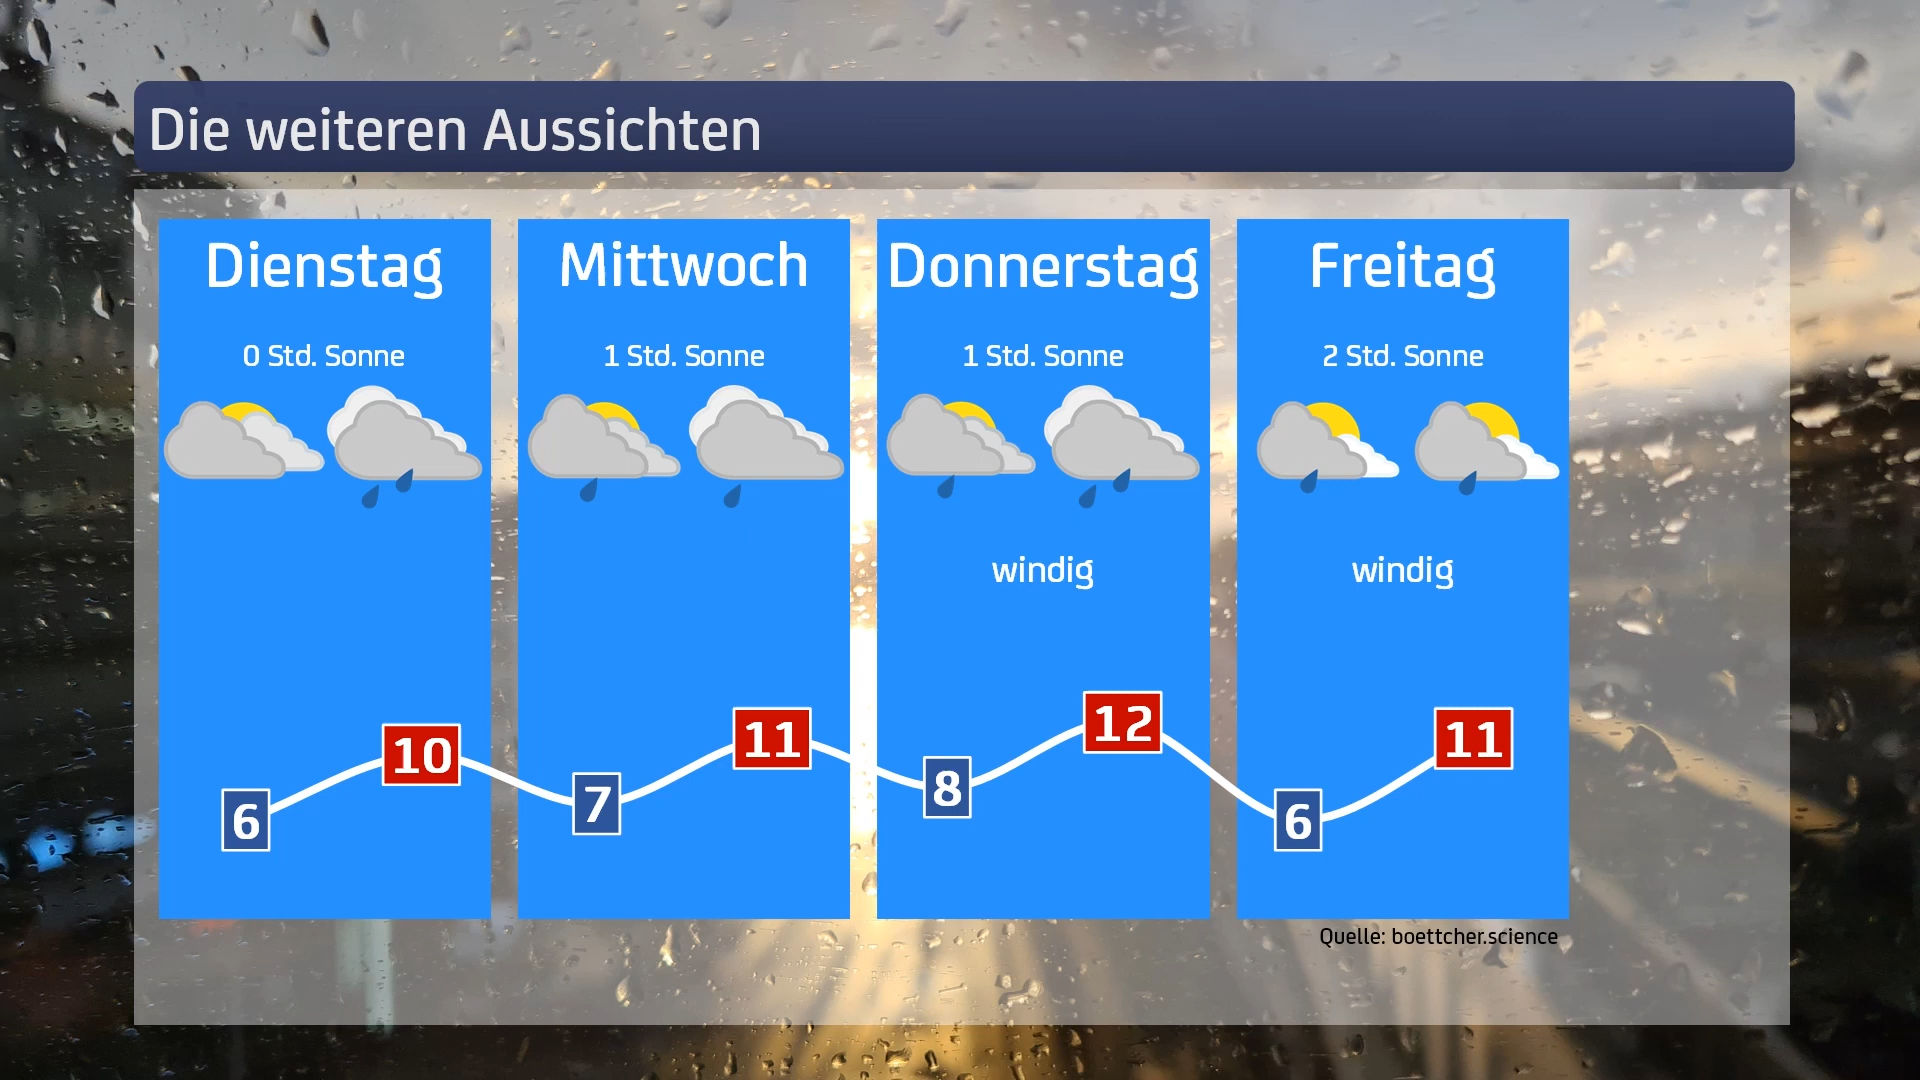 Die weiteren Aussichten
Dienstag
0 Std. Sonne
6
10
Mittwoch
1 Std. Sonne
7
11
Donnerstag
1 Std. Sonne
windig
8
12
Freitag
2 Std. Sonne
windig
6
11
Quelle: boettcher.science